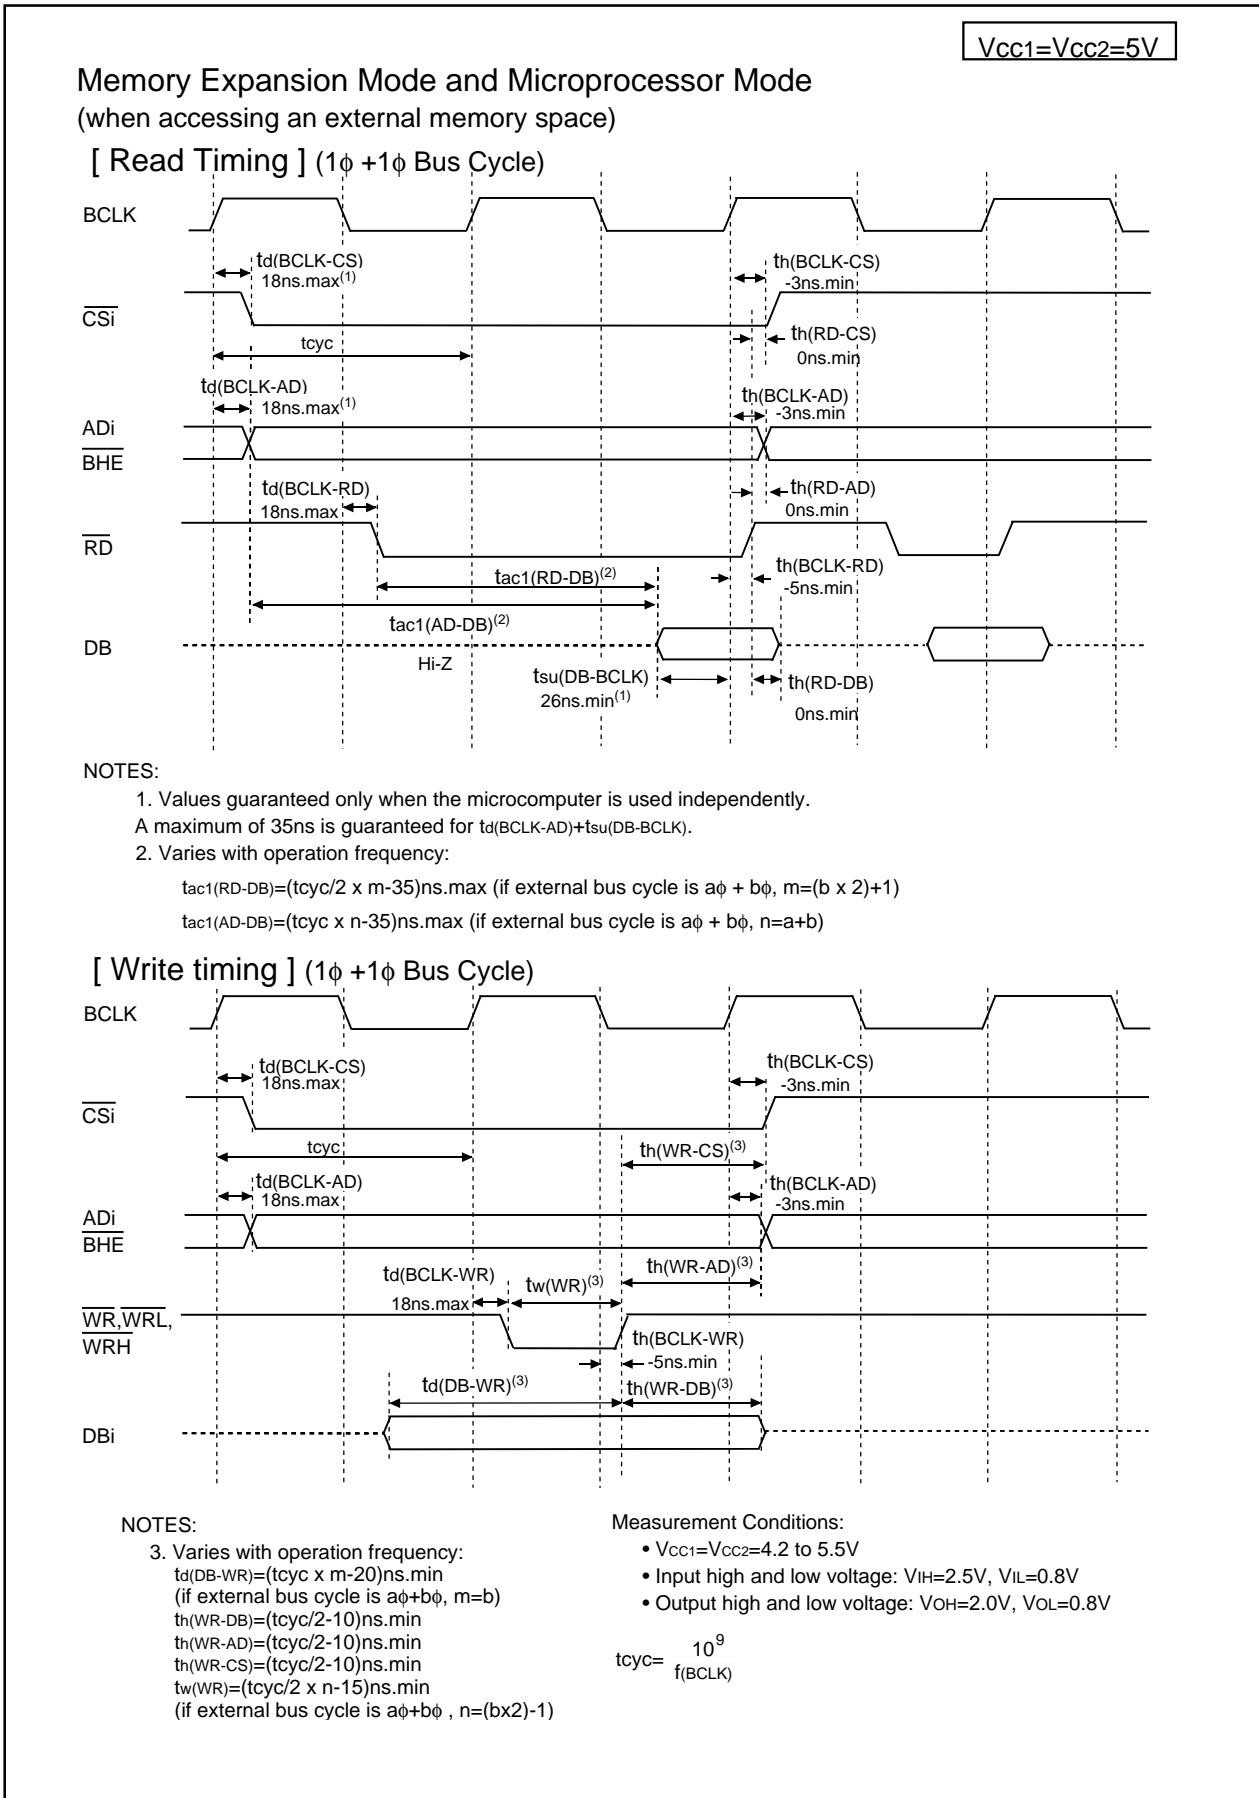 Vcc1=Vcc2=5V
Memory Expansion Mode and Microprocessor Mode
(when accessing an external memory space)
[ Read Timing ] (1ϕ +1ϕ Bus Cycle)
BCLK
td(BCLK-CS)
18ns.max(1)
th(BCLK-CS)
-3ns.min
CSi
th(RD-CS)
0ns.min
tcyc
td(BCLK-AD)
18ns.max(1)
th(BCLK-AD)
-3ns.min
ADi
BHE
td(BCLK-RD)
18ns.max
th(RD-AD)
0ns.min
RD
tac1(RD-DB)(2)
th(BCLK-RD)
-5ns.min
tac1(AD-DB)(2)
DB
Hi-Z
tsu(DB-BCLK)
26ns.min(1)
th(RD-DB)
0ns.min
NOTES:
1. Values guaranteed only when the microcomputer is used independently.
A maximum of 35ns is guaranteed for td(BCLK-AD)+tsu(DB-BCLK).
2. Varies with operation frequency:
tac1(RD-DB)=(tcyc/2 x m-35)ns.max (if external bus cycle is aϕ + bϕ, m=(b x 2)+1)
tac1(AD-DB)=(tcyc x n-35)ns.max (if external bus cycle is aϕ + bϕ, n=a+b)
[ Write timing ] (1ϕ +1ϕ Bus Cycle)
BCLK
td(BCLK-CS)
18ns.max
th(BCLK-CS)
-3ns.min
CSi
tcyc
th(WR-CS)(3)
td(BCLK-AD)
18ns.max
th(BCLK-AD)
-3ns.min
ADi
BHE
td(BCLK-WR)
18ns.max
tw(WR)(3)
th(WR-AD)(3)
WR,WRL,
WRH
th(BCLK-WR)
-5ns.min
td(DB-WR)(3)
th(WR-DB)(3)
DBi
NOTES:
3. Varies with operation frequency:
td(DB-WR)=(tcyc x m-20)ns.min
(if external bus cycle is aϕ+bϕ, m=b)
th(WR-DB)=(tcyc/2-10)ns.min
th(WR-AD)=(tcyc/2-10)ns.min
th(WR-CS)=(tcyc/2-10)ns.min
tw(WR)=(tcyc/2 x n-15)ns.min
(if external bus cycle is aϕ+bϕ , n=(bx2)-1)
Measurement Conditions:
• VCC1=VCC2=4.2 to 5.5V
• Input high and low voltage: VIH=2.5V, VIL=0.8V
• Output high and low voltage: VOH=2.0V, VOL=0.8V
tcyc= 10^9
f(BCLK)